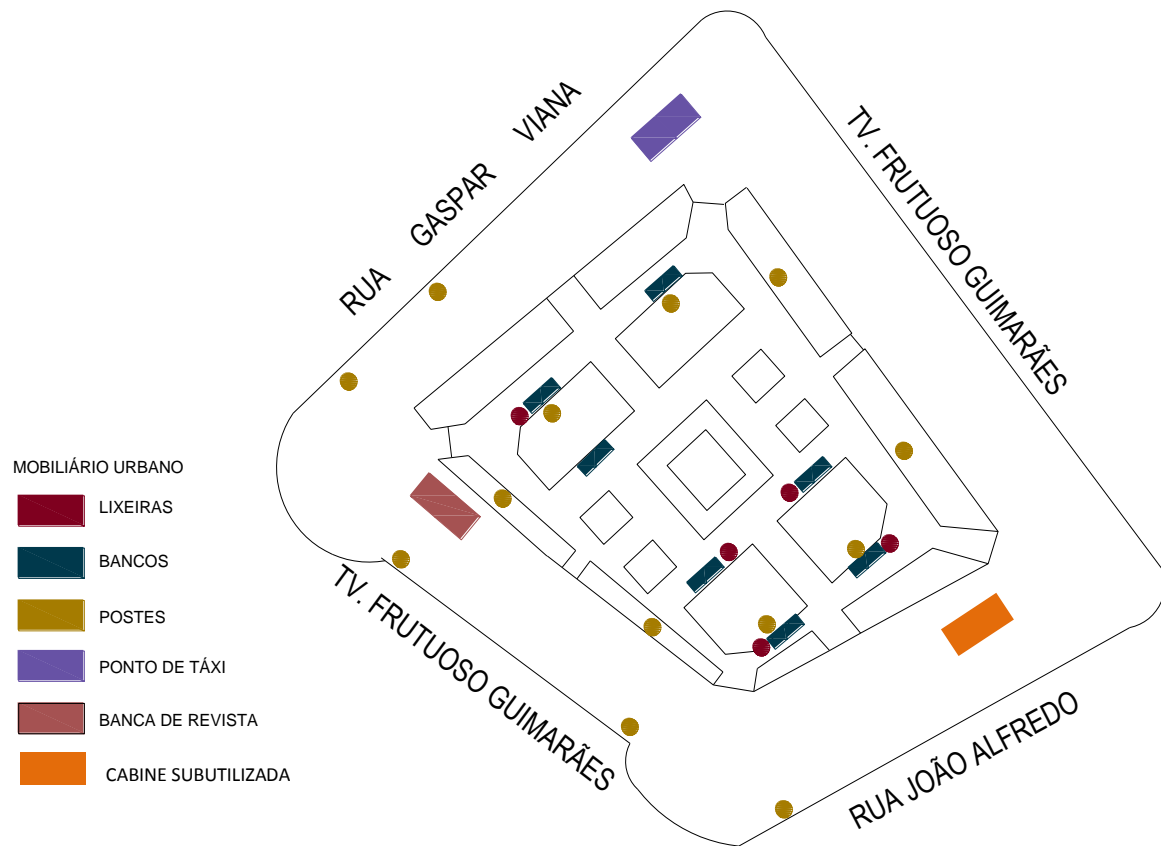 RUA GASPAR VIANA
TV. FRUTUOSO GUIMARÃES
MOBILIÁRIO URBANO
LIXEIRAS
BANCOS
POSTES
PONTO DE TÁXI
BANCA DE REVISTA
CABINE SUBUTILIZADA
TV. FRUTUOSO GUIMARÃES
RUA JOÃO ALFREDO